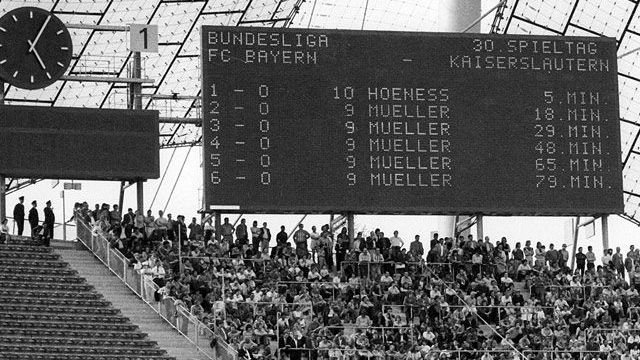 1
BUNDESLIGA 30.SPIELTAG
FC BAYERN - KAISERSLAUTERN
1 - 0 10 HOENESS 5.MIN.
2 - 0 9 MUELLER 18.MIN.
3 - 0 9 MUELLER 29.MIN.
4 - 0 9 MUELLER 48.MIN.
5 - 0 9 MUELLER 65.MIN.
6 - 0 9 MUELLER 79.MIN.